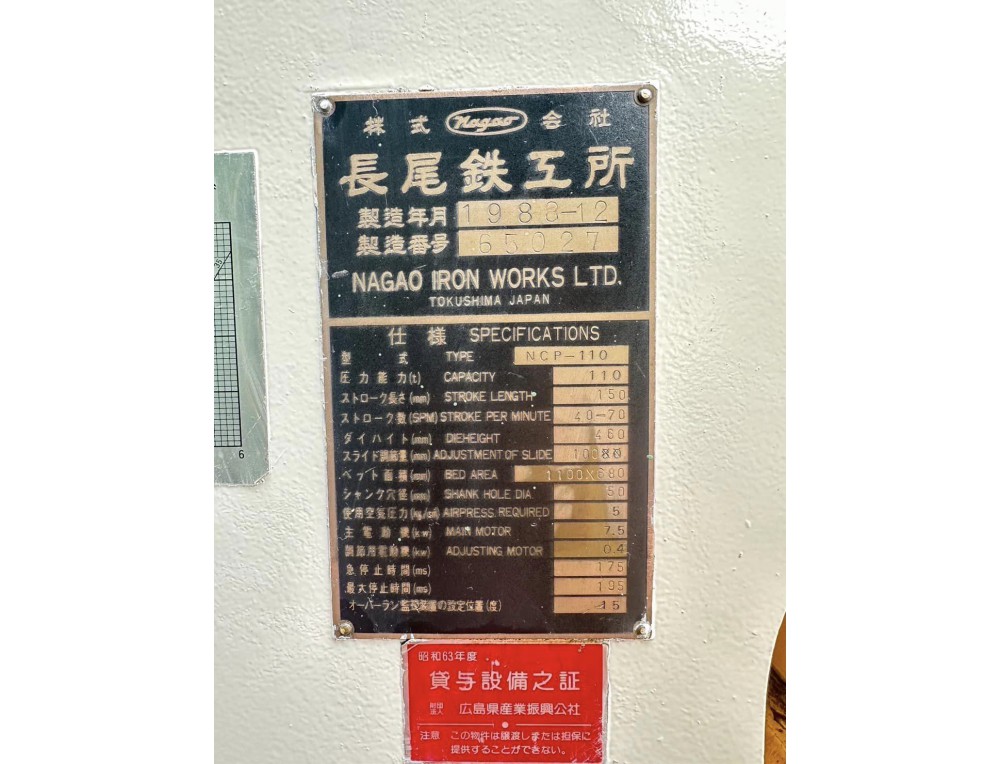 株式 Nagao 会社
長尾鉄工所
製造年月 1988-12
製造番号 65027
NAGAO IRON WORKS LTD.
TOKUSHIMA JAPAN
仕様 SPECIFICATIONS
型式 TYPE NCP-110
圧力能力(t) CAPACITY 110
ストローク長さ(mm) STROKE LENGTH 150
ストローク数(SPM) STROKE PER MINUTE 40-70
ダイハイト(mm) DIEHEIGHT 460
スライド調節量(mm) ADJUSTMENT OF SLIDE
ベット面積(mm) BED AREA 1100×680
シャンク穴径(mm) SHANK HOLE DIA 50
使用空気圧力(kg/cm²) AIRPRESS. REQUIRED 5
主電動機(kw) MAIN MOTOR 7.5
調節用電動機(kw) ADJUSTING MOTOR 0.4
急停止時間(ms) 175
最大停止時間(ms) 195
オーバーラン監視装置の設定位置(度) 15
昭和63年度
貸与設備之証
財団法人 広島県産業振興公社
注意 この物件は譲渡しまたは担保に
提供することができない。
6